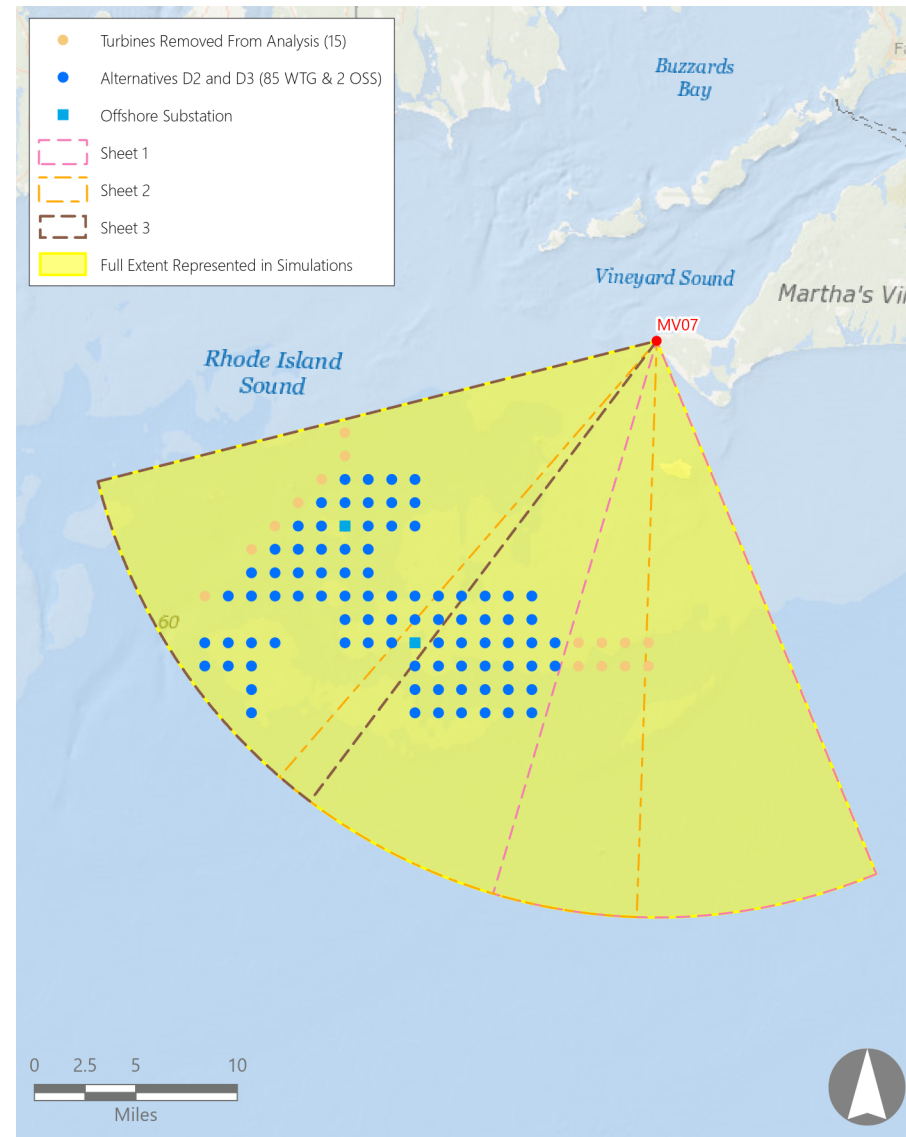 Turbines Removed From Analysis (15)
Alternatives D2 and D3 (85 WTG & 2 OSS)
Offshore Substation
Sheet 1
Sheet 2
Sheet 3
Full Extent Represented in Simulations
Buzzards
Bay
Fa
Vineyard Sound
Martha's Vi
MV07
Rhode Island
Sound
60
0 2.5 5 10
Miles